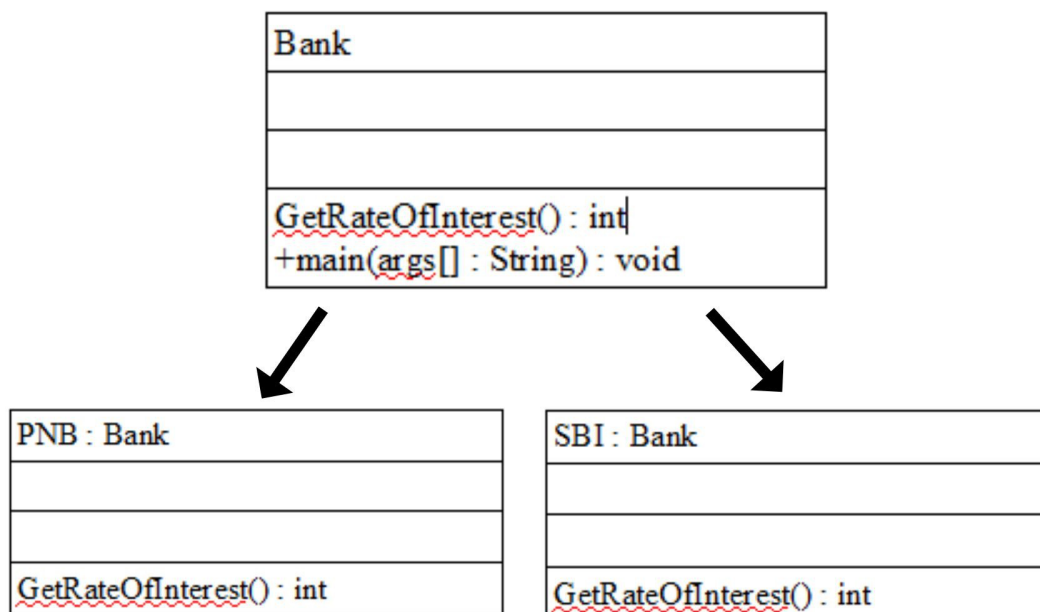 Bank
GetRateOfInterest() : int
+main(args[] : String) : void
PNB : Bank
GetRateOfInterest() : int
SBI : Bank
GetRateOfInterest() : int